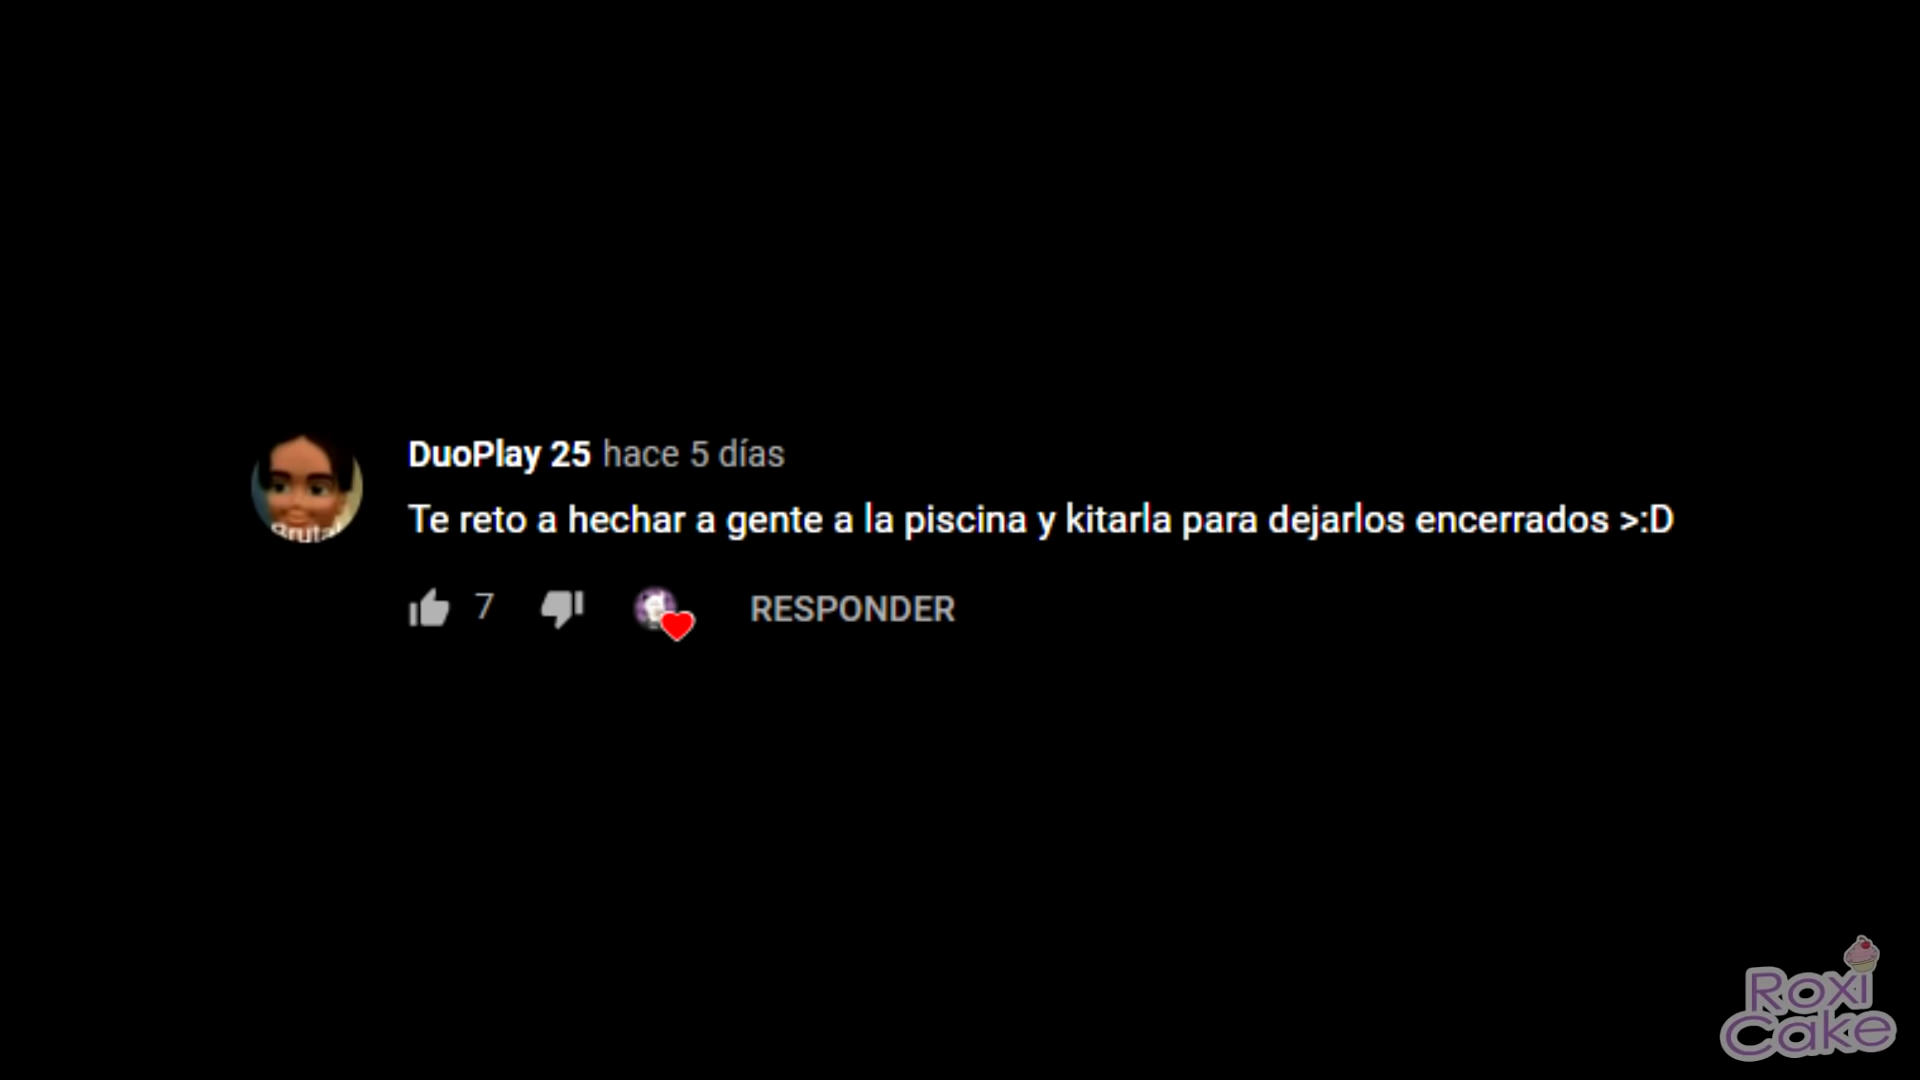 DuoPlay 25 hace 5 días
Te reto a hechar a gente a la piscina y kitarla para dejarlos encerrados >:D
Brutal
7 RESPONDER
Roxi
Cake